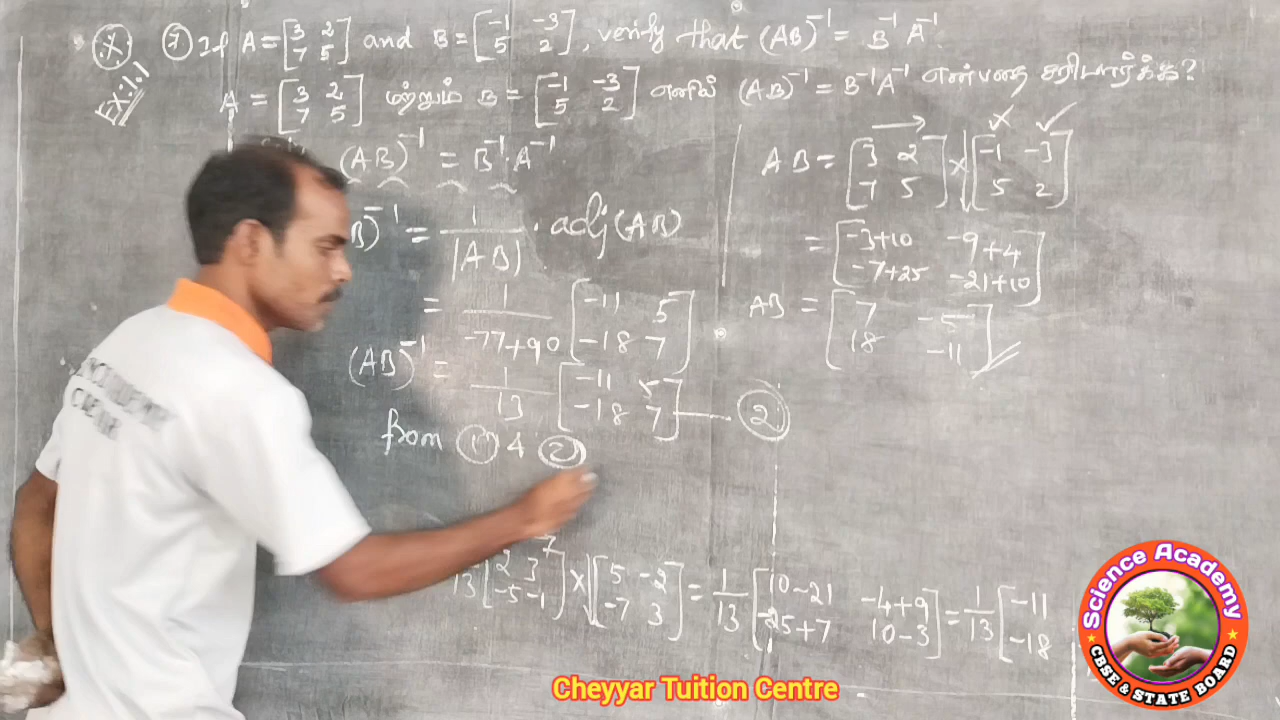 EX:1.1
⑦ If A = [3 2; 7 5] and B = [-1 -3; 5 2], verify that (AB)⁻¹ = B⁻¹ A⁻¹
A = [3 2; 7 5] மற்றும் B = [-1 -3; 5 2] எனில் (AB)⁻¹ = B⁻¹A⁻¹ என்பதை சரிபார்க்க?
(AB)⁻¹ = B⁻¹·A⁻¹
B)⁻¹ = 1/|AB| · adj(AB)
= 1/-77+90 [-11 5; -18 7]
(AB)⁻¹ = 1/13 [-11 5; -18 7] — ②
from ① & ②
AB = [3 2; 7 5] × [-1 -3; 5 2]
= [-3+10 -9+4; -7+25 -21+10]
AB = [7 -5; 18 -11]
13 [2 3; -5 -1] × [5 -2; -7 3] = 1/13 [10-21 -4+9; -25+7 10-3] = 1/13 [-11; -18
Cheyyar Tuition Centre
Science Academy
CBSE & STATE BOARD